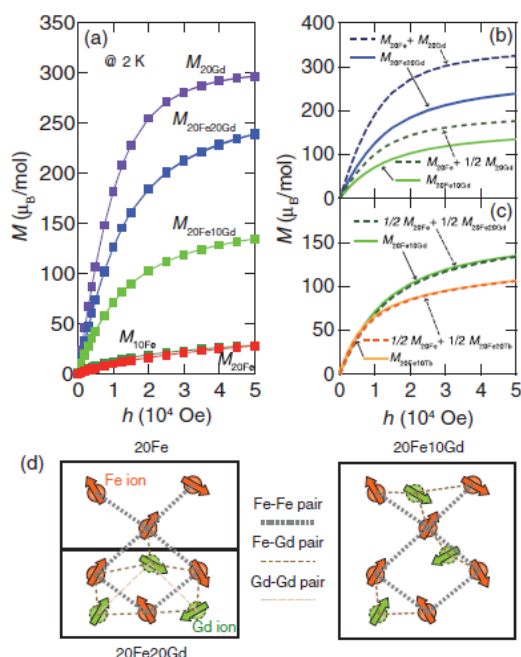 (a)
@ 2 K
M20Gd
M20Fe20Gd
M20Fe10Gd
M10Fe
M20Fe
M (μB/mol)
350
300
250
200
150
100
50
0
0 1 2 3 4 5
h (10⁴ Oe)
(b)
M20Fe + M20Gd
M20Fe20Gd
M20Fe + 1/2 M20Gd
M20Fe10Gd
400
300
200
100
0
M (μB/mol)
(c)
1/2 M20Fe + 1/2 M20Fe20Gd
M20Fe10Gd
1/2 M20Fe + 1/2 M20Fe20Tb
M20Fe10Tb
150
100
50
0
0 1 2 3 4 5
h (10⁴ Oe)
(d)
20Fe
Fe ion
Gd ion
20Fe20Gd
Fe-Fe pair
Fe-Gd pair
Gd-Gd pair
20Fe10Gd